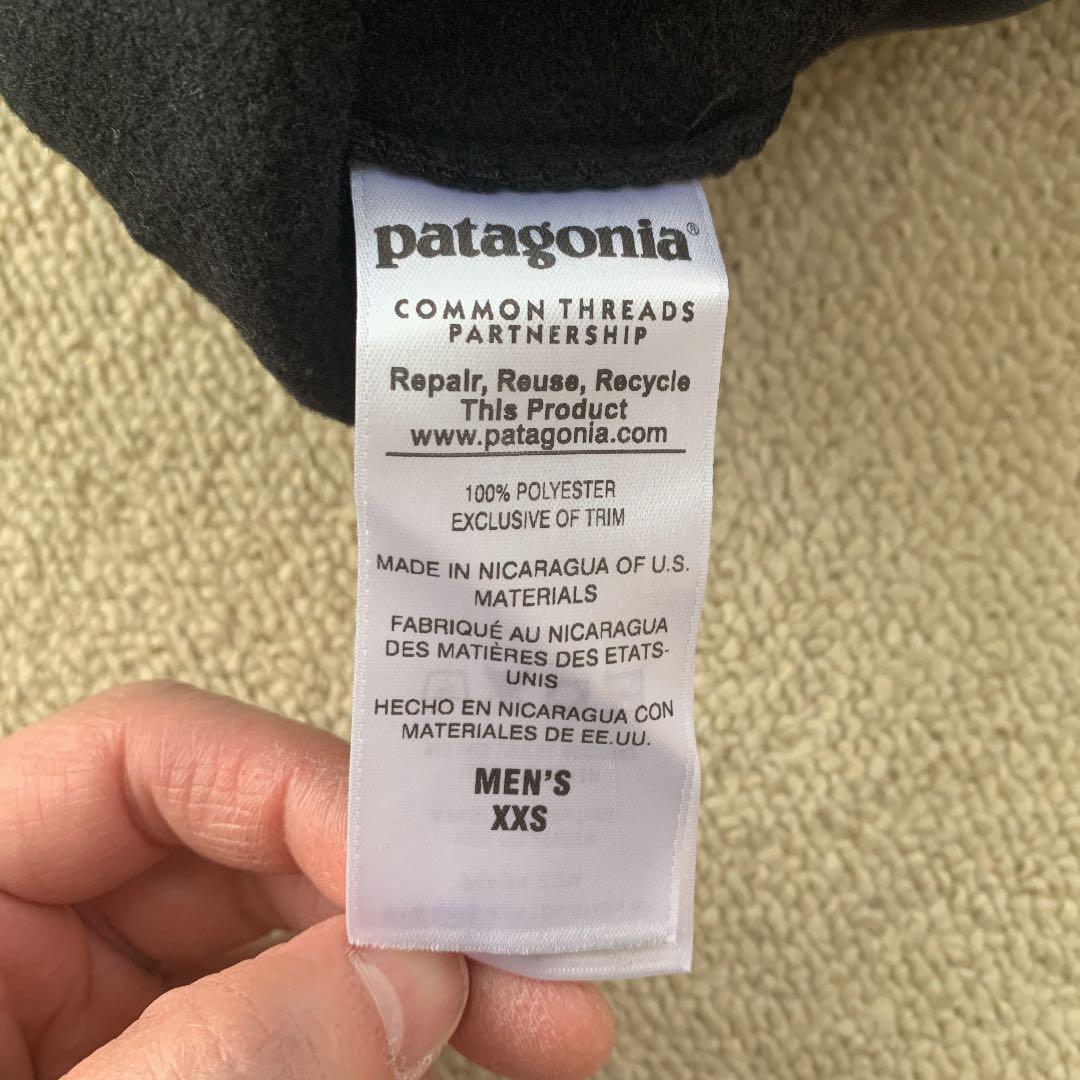 patagonia®
COMMON THREADS
PARTNERSHIP
Repair, Reuse, Recycle
This Product
www.patagonia.com
100% POLYESTER
EXCLUSIVE OF TRIM
MADE IN NICARAGUA OF U.S.
MATERIALS
FABRIQUÉ AU NICARAGUA
DES MATIÈRES DES ETATS-
UNIS
HECHO EN NICARAGUA CON
MATERIALES DE EE.UU.
MEN'S
XXS